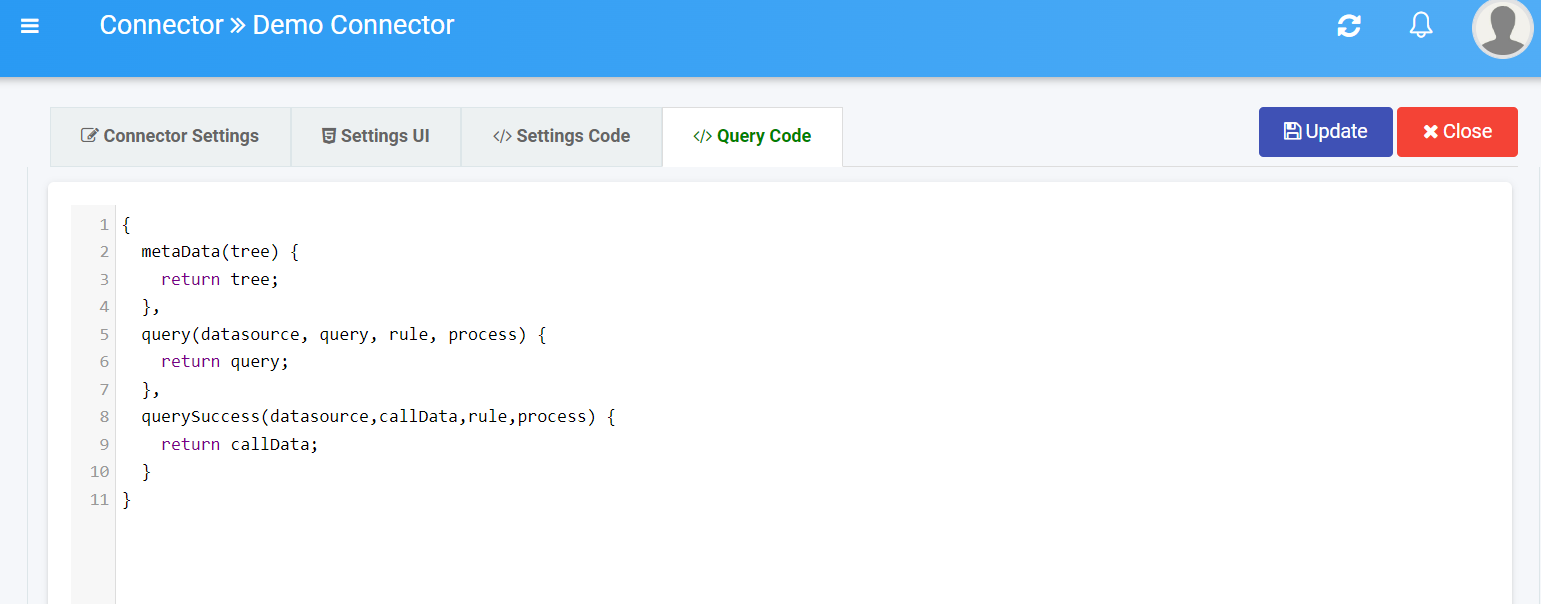 Connector » Demo Connector
Connector Settings
Settings UI
</> Settings Code
</> Query Code
Update
Close
1 {
2   metaData(tree) {
3     return tree;
4   },
5   query(datasource, query, rule, process) {
6     return query;
7   },
8   querySuccess(datasource,callData,rule,process) {
9     return callData;
10   }
11 }